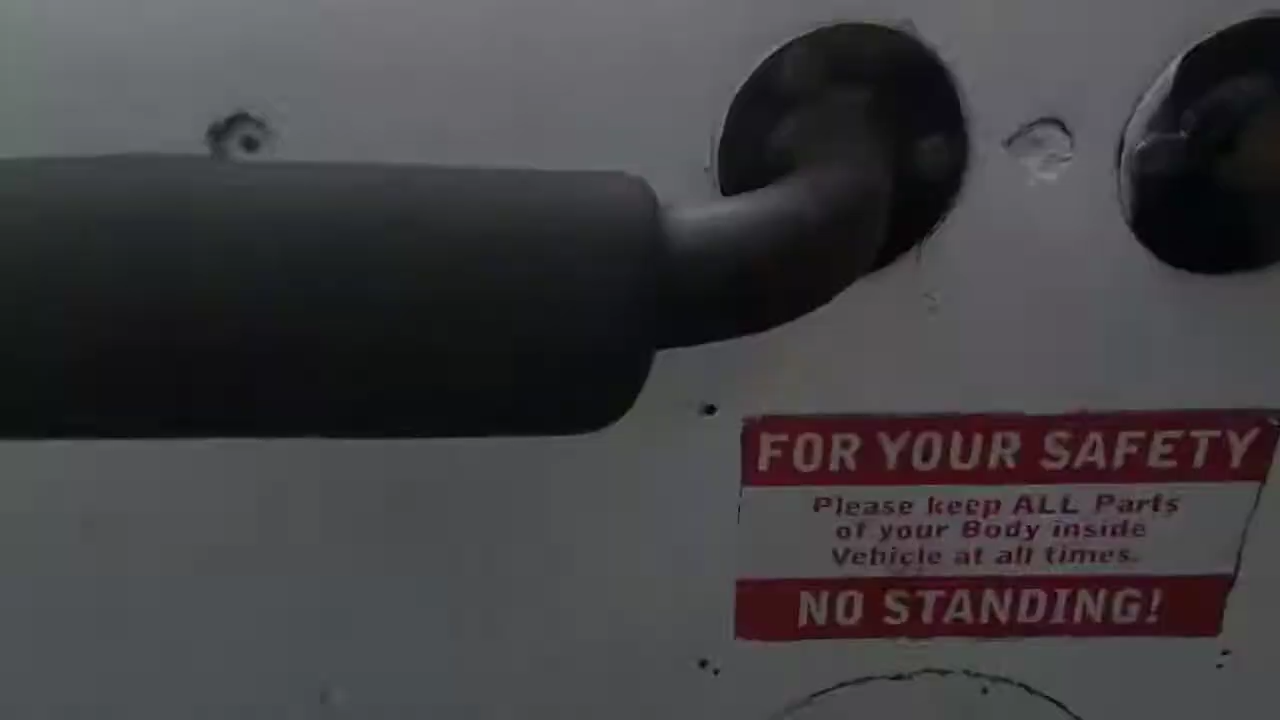 FOR YOUR SAFETY
Please keep ALL Parts
of your Body inside
Vehicle at all times.
NO STANDING!